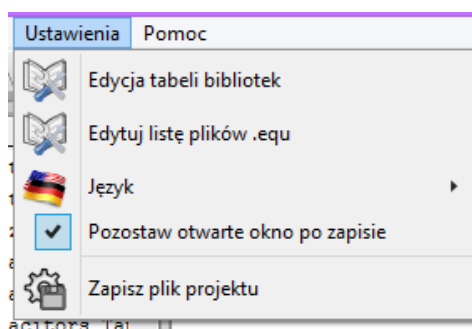 Ustawienia Pomoc
Edycja tabeli bibliotek
Edytuj listę plików .equ
Język
Pozostaw otwarte okno po zapisie
Zapisz plik projektu